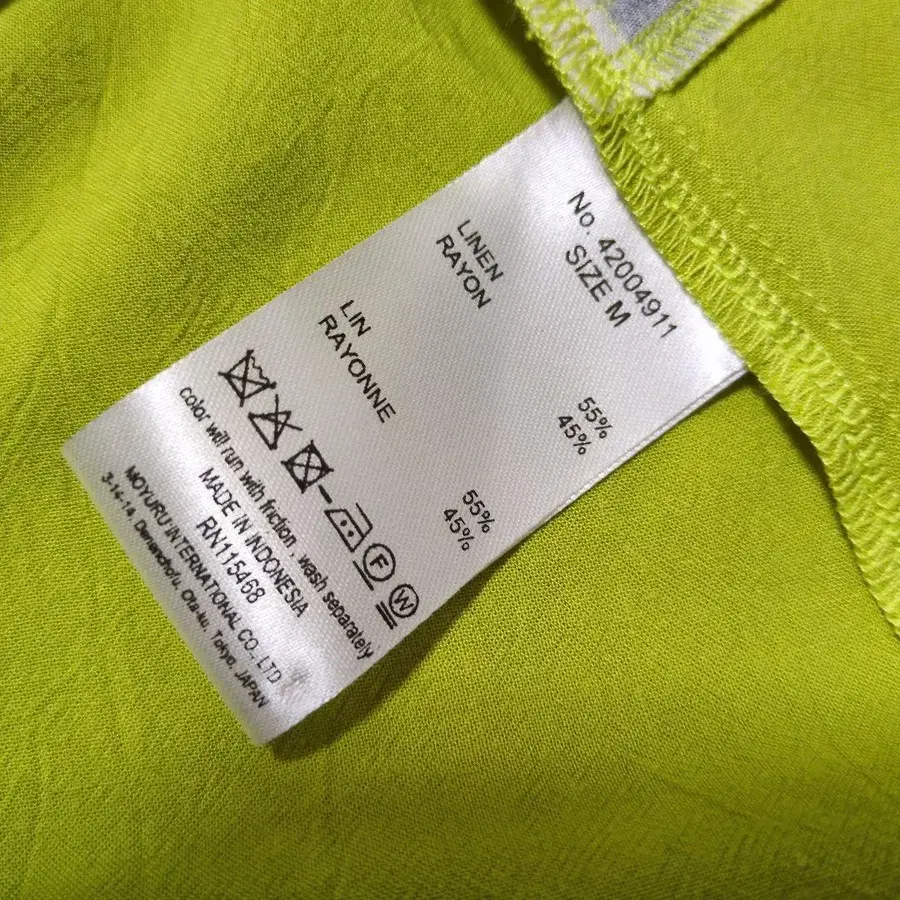 No. 42004911
SIZE M
LINEN 55%
RAYON 45%
LIN 55%
RAYONNE 45%
F W
color will run with friction , wash separately
MADE IN INDONESIA
RN115468
MOYURU INTERNATIONAL CO., LTD
3-14-14, Denenchofu, Ota-ku, Tokyo, JAPAN